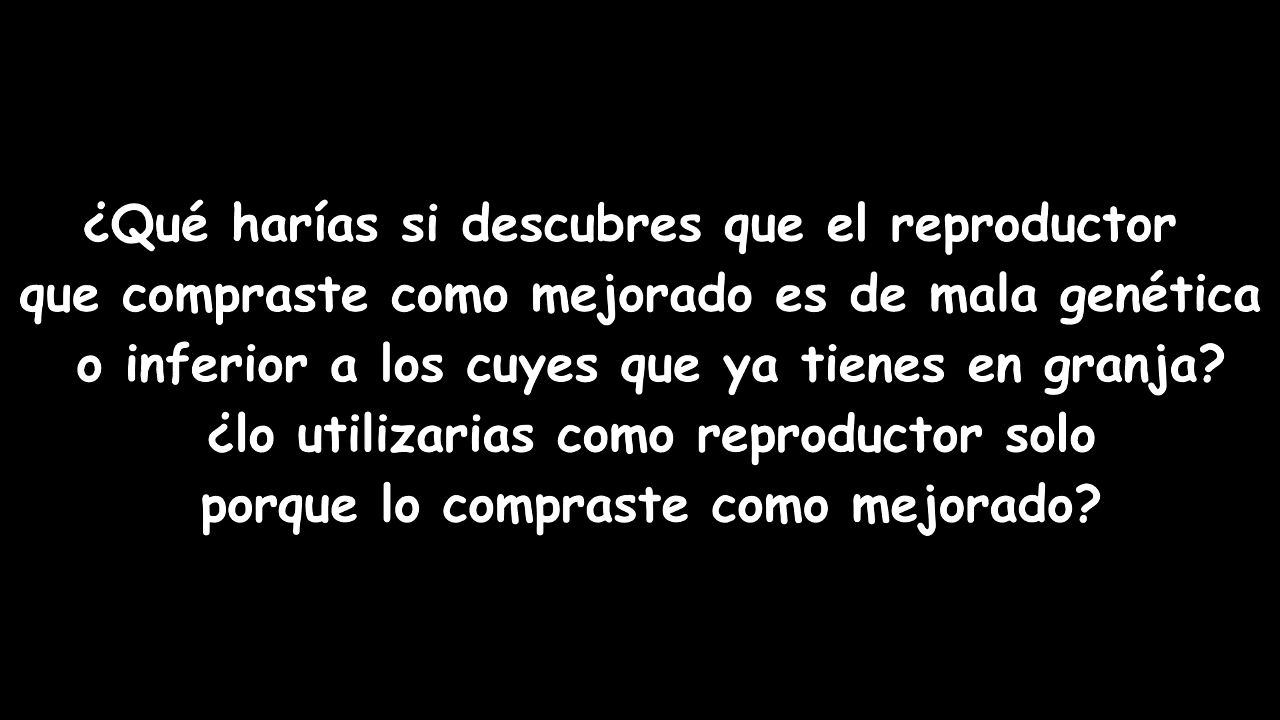 ¿Qué harías si descubres que el reproductor
que compraste como mejorado es de mala genética
o inferior a los cuyes que ya tienes en granja?
¿lo utilizarias como reproductor solo
porque lo compraste como mejorado?